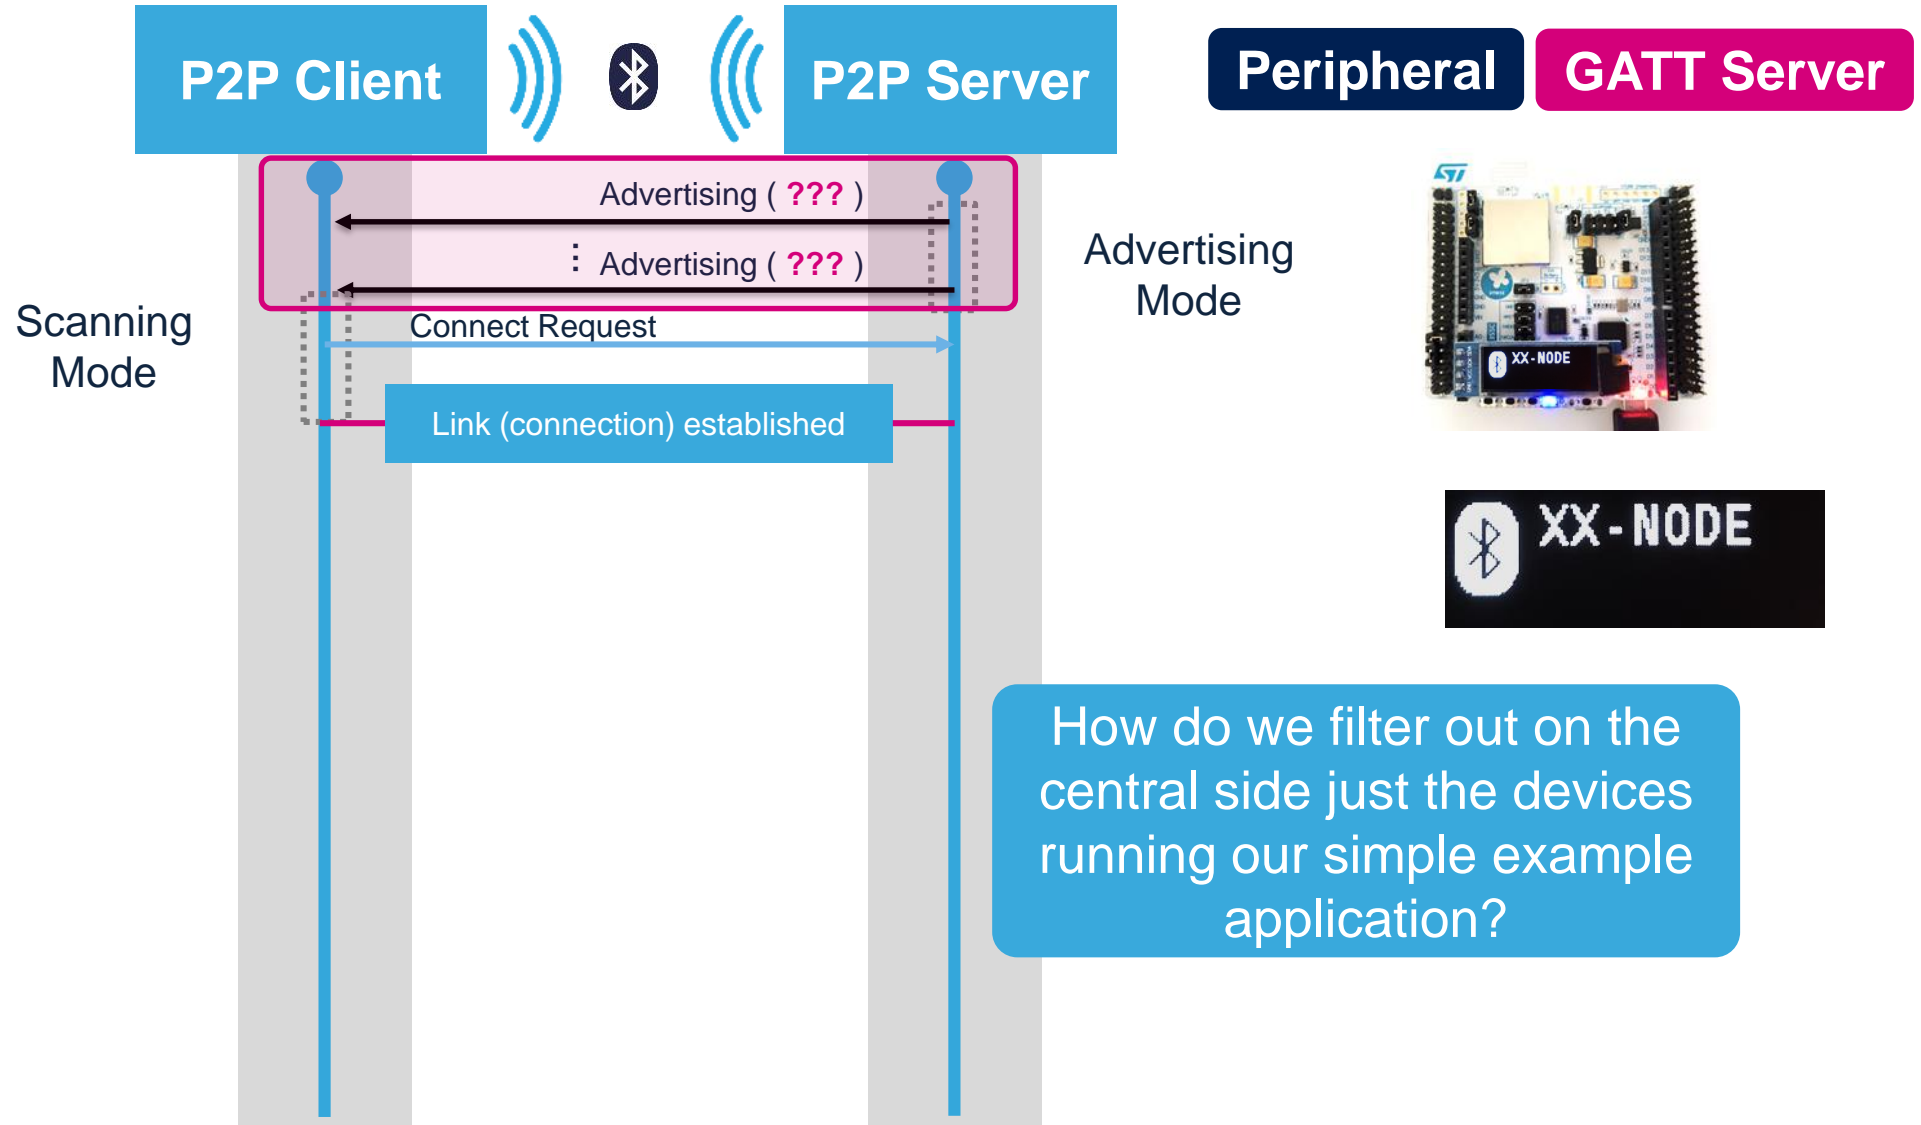 P2P Client
P2P Server
Peripheral
GATT Server
Advertising ( ??? )
⋮
Advertising ( ??? )
Advertising
Mode
Scanning
Mode
Connect Request
Link (connection) established
XX-NODE
XX-NODE
How do we filter out on the
central side just the devices
running our simple example
application?